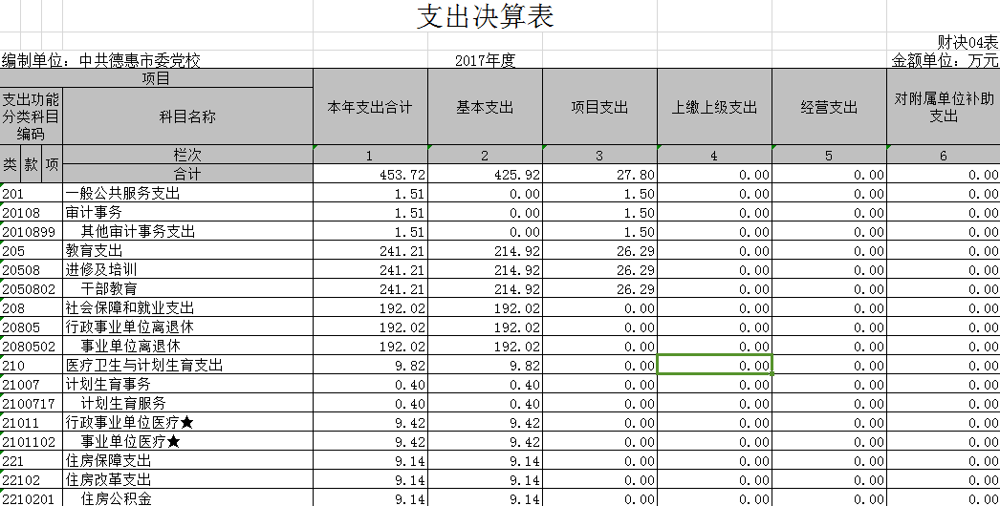 支出决算表
财决04表
编制单位：中共德惠市委党校 2017年度 金额单位：万元
项目 本年支出合计 基本支出 项目支出 上缴上级支出 经营支出 对附属单位补助支出
支出功能分类科目编码 科目名称
类 款 项 栏次 1 2 3 4 5 6
合计 453.72 425.92 27.80 0.00 0.00 0.00
201 一般公共服务支出 1.51 0.00 1.50 0.00 0.00 0.00
20108 审计事务 1.51 0.00 1.50 0.00 0.00 0.00
2010899 其他审计事务支出 1.51 0.00 1.50 0.00 0.00 0.00
205 教育支出 241.21 214.92 26.29 0.00 0.00 0.00
20508 进修及培训 241.21 214.92 26.29 0.00 0.00 0.00
2050802 干部教育 241.21 214.92 26.29 0.00 0.00 0.00
208 社会保障和就业支出 192.02 192.02 0.00 0.00 0.00 0.00
20805 行政事业单位离退休 192.02 192.02 0.00 0.00 0.00 0.00
2080502 事业单位离退休 192.02 192.02 0.00 0.00 0.00 0.00
210 医疗卫生与计划生育支出 9.82 9.82 0.00 0.00 0.00 0.00
21007 计划生育事务 0.40 0.40 0.00 0.00 0.00 0.00
2100717 计划生育服务 0.40 0.40 0.00 0.00 0.00 0.00
21011 行政事业单位医疗★ 9.42 9.42 0.00 0.00 0.00 0.00
2101102 事业单位医疗★ 9.42 9.42 0.00 0.00 0.00 0.00
221 住房保障支出 9.14 9.14 0.00 0.00 0.00 0.00
22102 住房改革支出 9.14 9.14 0.00 0.00 0.00 0.00
2210201 住房公积金 9.14 9.14 0.00 0.00 0.00 0.00